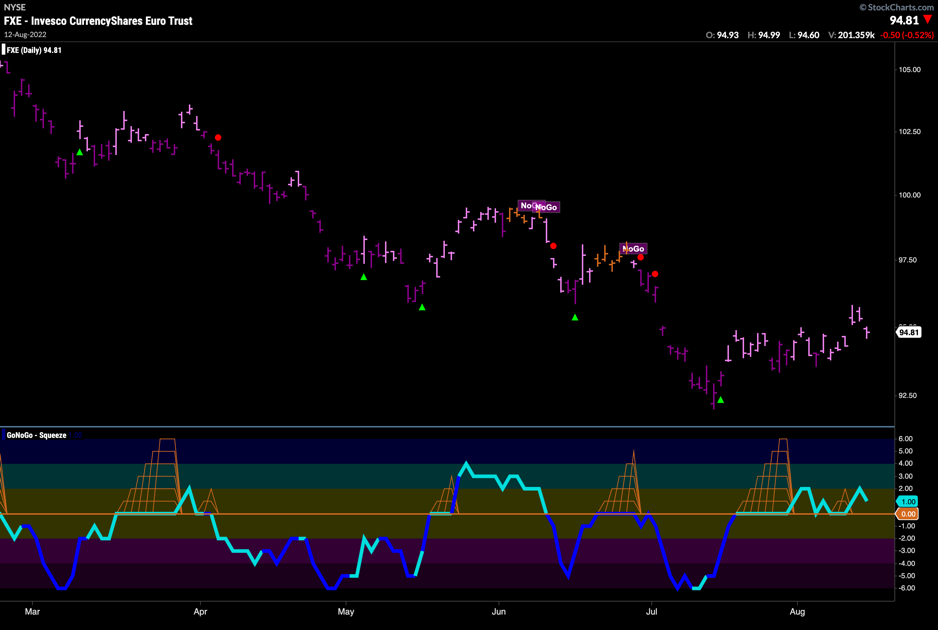 NYSE
© StockCharts.com
FXE - Invesco CurrencyShares Euro Trust
94.81
12-Aug-2022
O: 94.93 H: 94.99 L: 94.60 V: 201.359k -0.50 (-0.52%)
FXE (Daily) 94.81
105.00
102.50
100.00
NoGo NoGo
NoGo
97.50
95.00
94.81
92.50
GoNoGo - Squeeze
6.00
5.00
4.00
3.00
2.00
1.00
0.00
-1.00
-2.00
-3.00
-4.00
-5.00
-6.00
Mar Apr May Jun Jul Aug